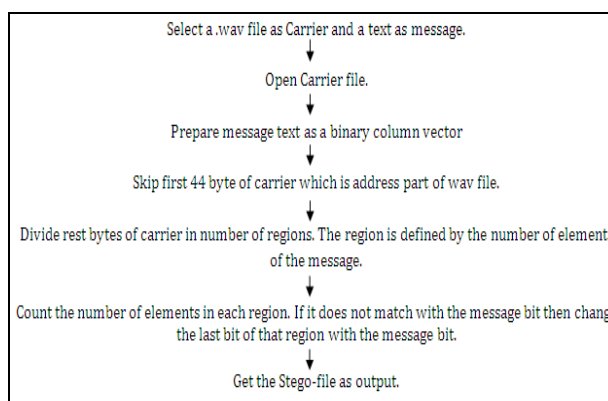 Select a .wav file as Carrier and a text as message.
Open Carrier file.
Prepare message text as a binary column vector
Skip first 44 byte of carrier which is address part of wav file.
Divide rest bytes of carrier in number of regions. The region is defined by the number of element
of the message.
Count the number of elements in each region. If it does not match with the message bit then chang
the last bit of that region with the message bit.
Get the Stego-file as output.